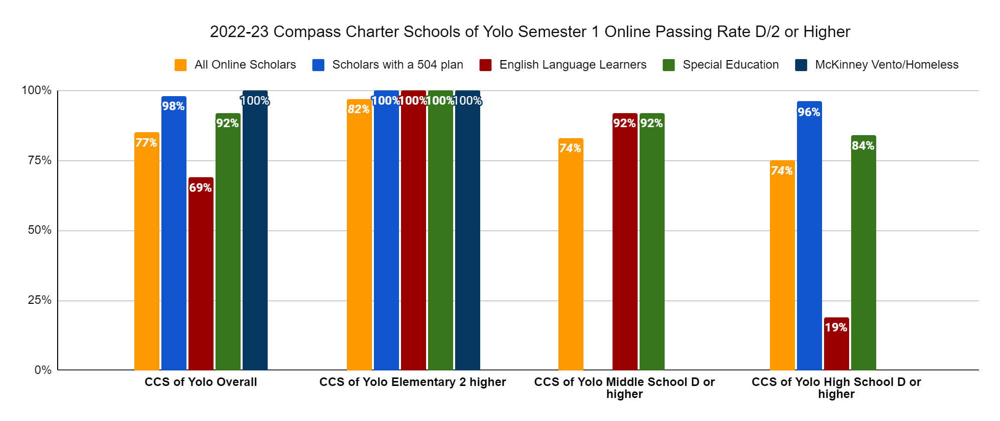 2022-23 Compass Charter Schools of Yolo Semester 1 Online Passing Rate D/2 or Higher
All Online Scholars Scholars with a 504 plan English Language Learners Special Education McKinney Vento/Homeless
100%
75%
50%
25%
0%
77% 98% 69% 92% 100%
82% 100% 100% 100% 100%
74% 92% 92%
74% 96% 19% 84%
CCS of Yolo Overall
CCS of Yolo Elementary 2 higher
CCS of Yolo Middle School D or
higher
CCS of Yolo High School D or
higher